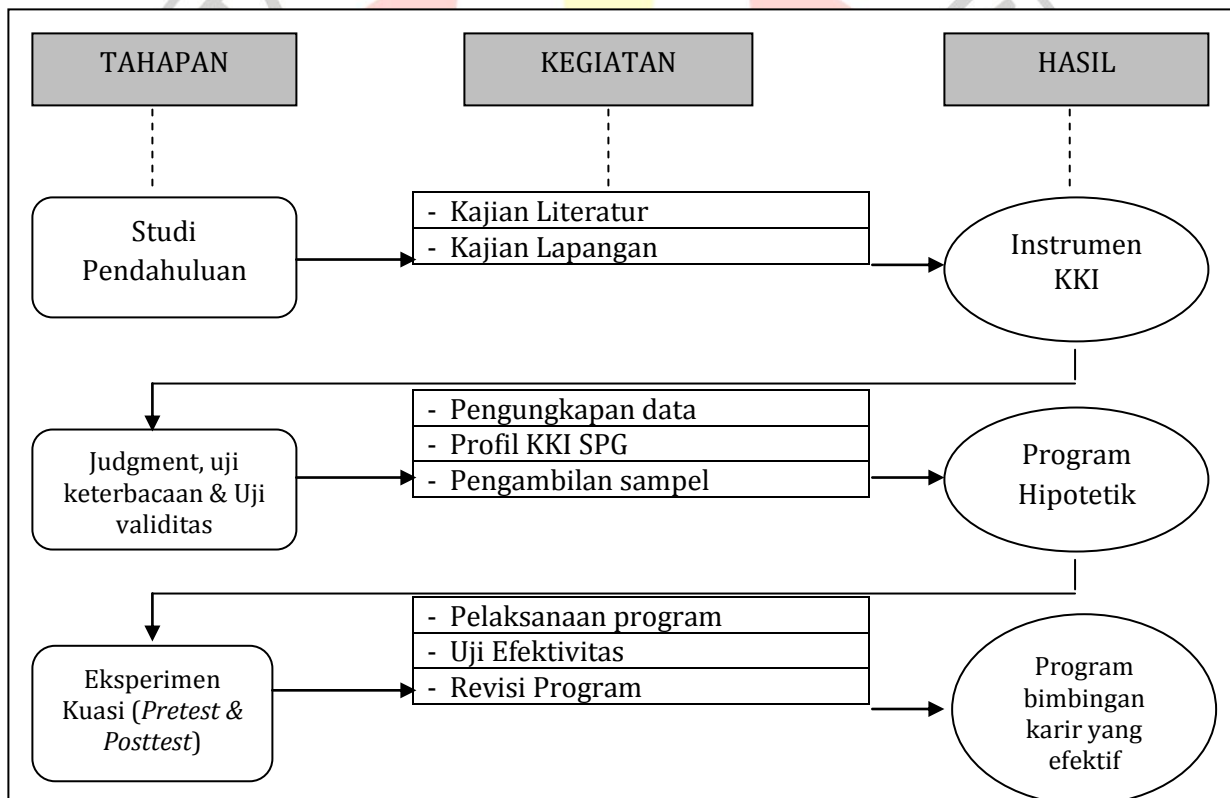 TAHAPAN
KEGIATAN
HASIL
Studi
Pendahuluan
- Kajian Literatur
- Kajian Lapangan
Instrumen
KKI
Judgment, uji
keterbacaan & Uji
validitas
- Pengungkapan data
- Profil KKI SPG
- Pengambilan sampel
Program
Hipotetik
Eksperimen
Kuasi (Pretest &
Posttest)
- Pelaksanaan program
- Uji Efektivitas
- Revisi Program
Program
bimbingan
karir yang
efektif